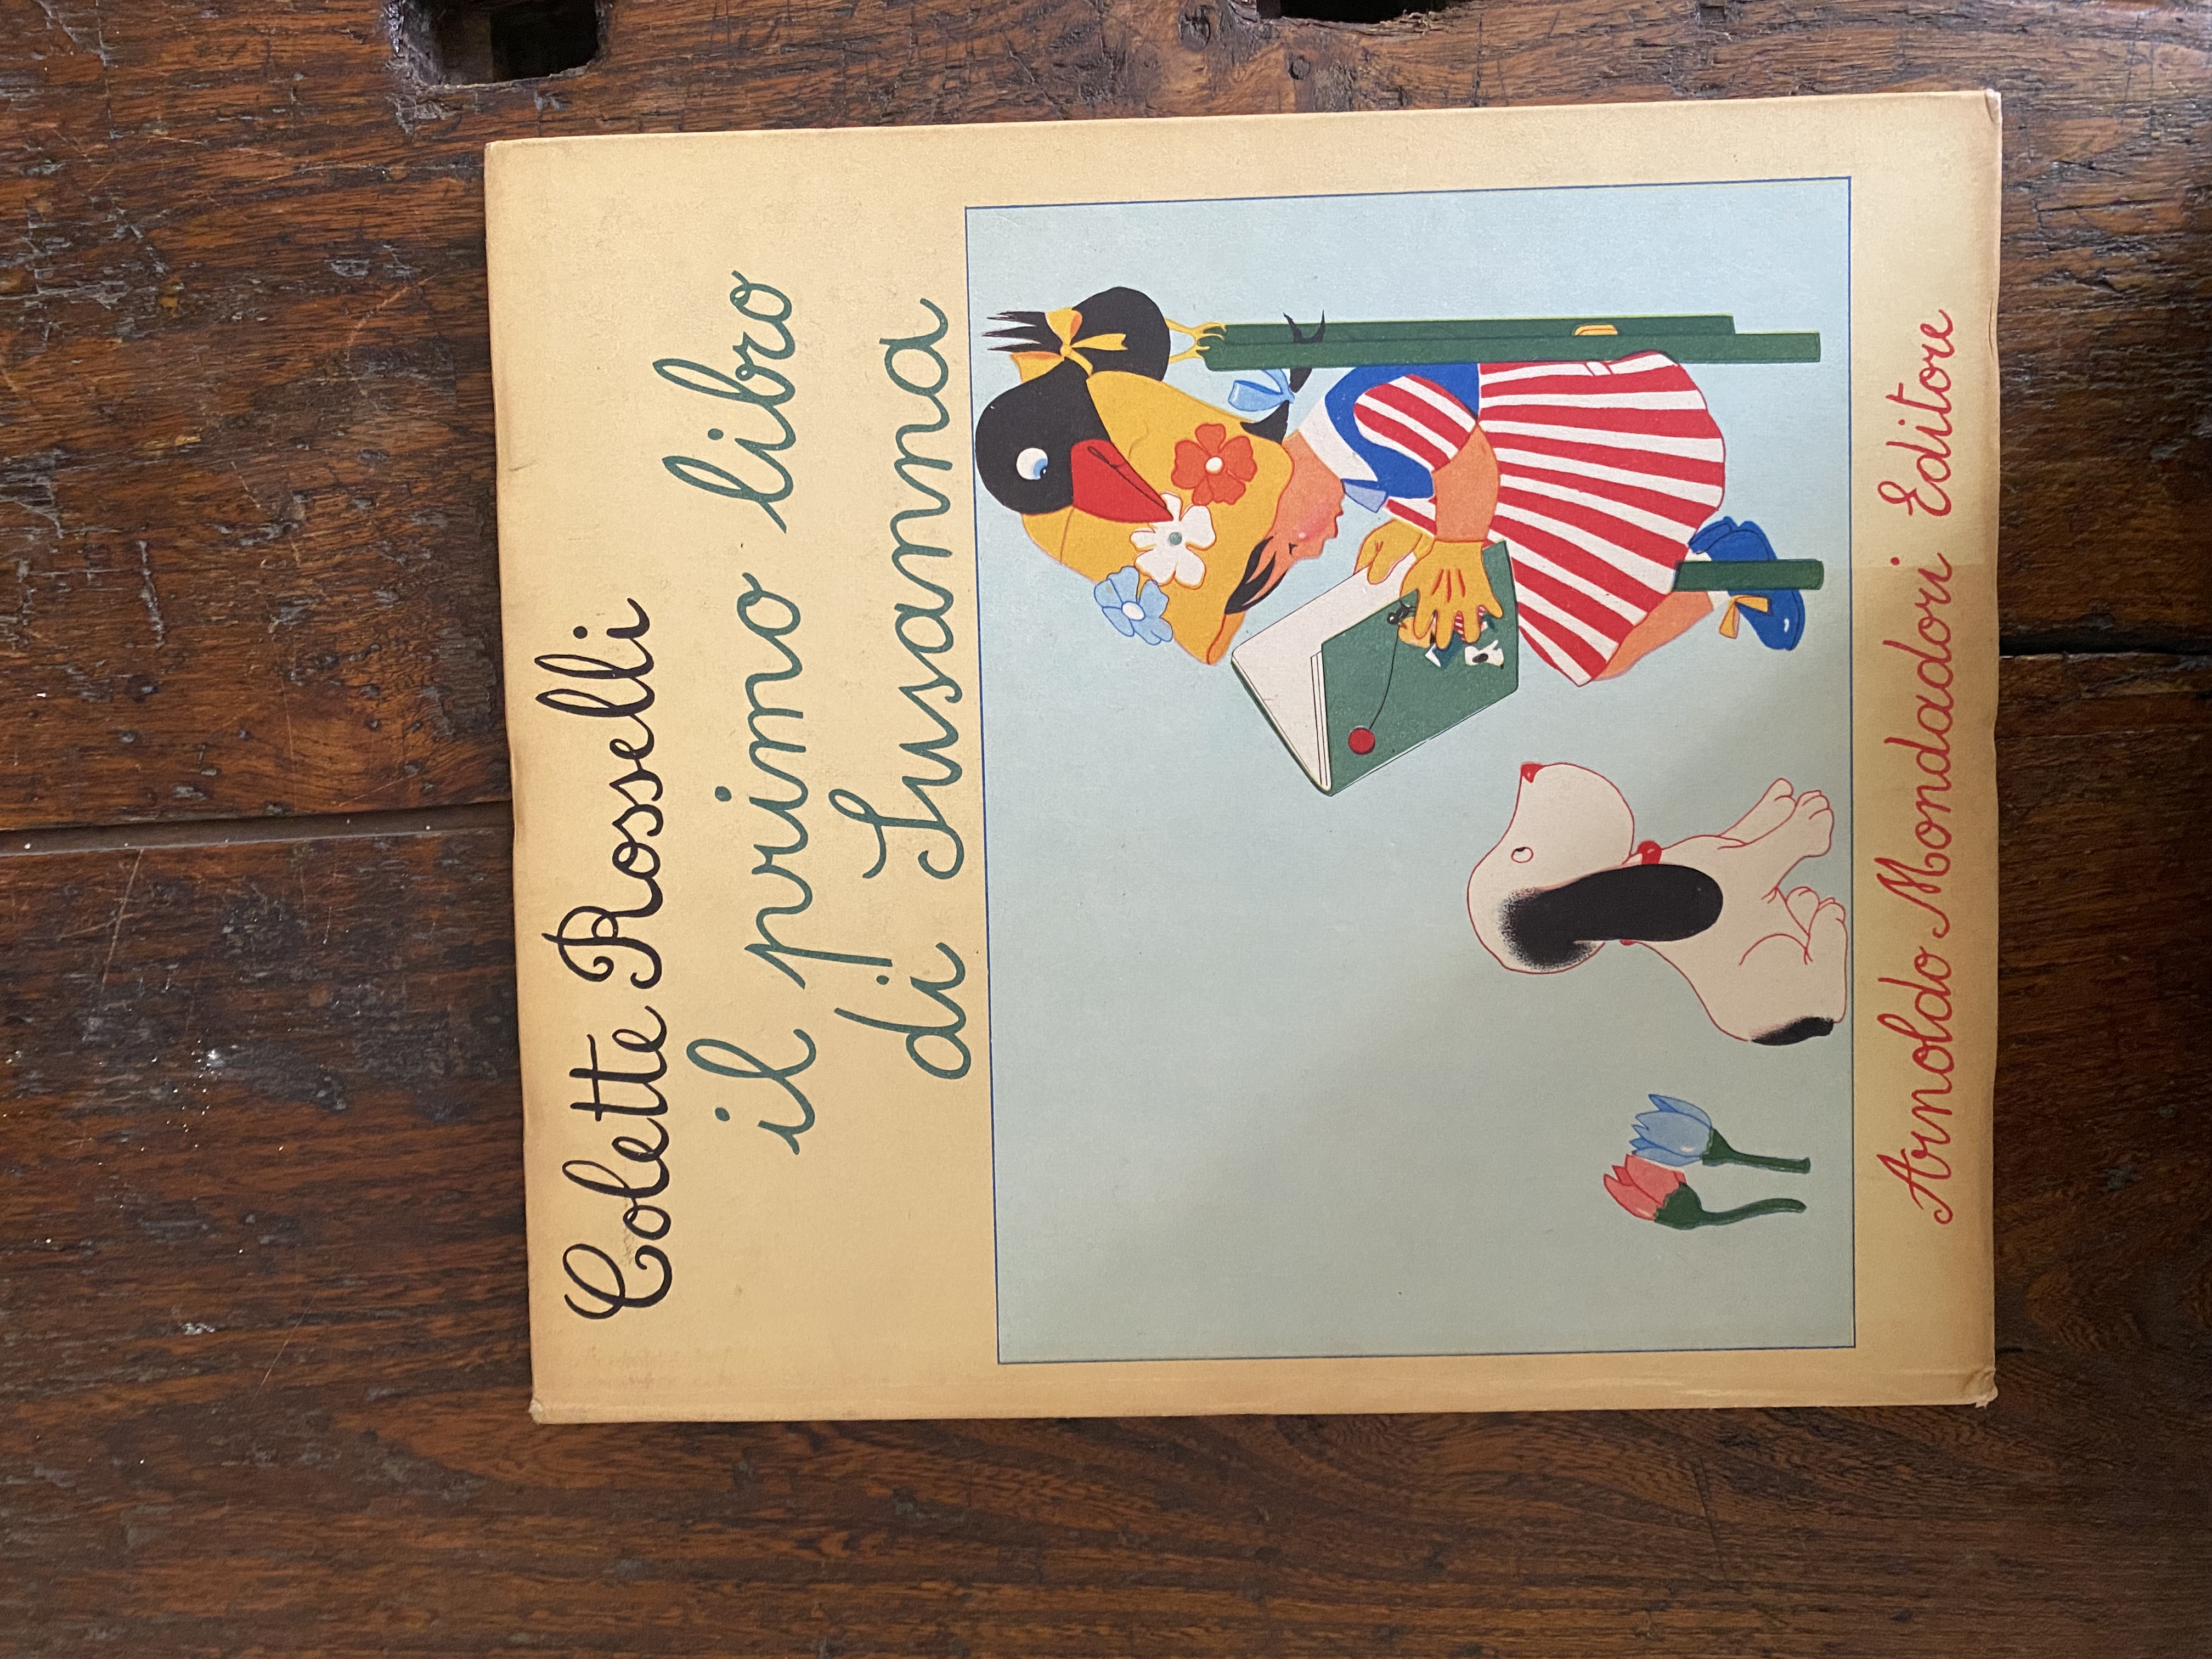 Colette Rosselli
il primo libro
di Susanna
Arnoldo Mondadori Editore